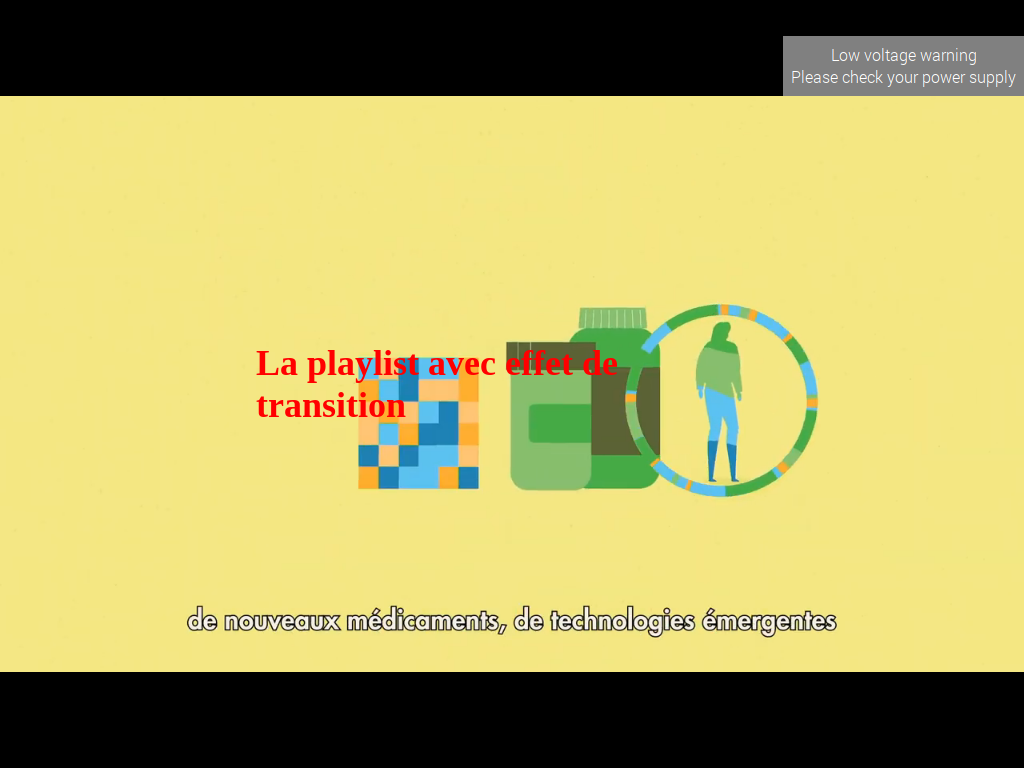 Low voltage warning
Please check your power supply
La playlist avec effet de
transition
de nouveaux médicaments, de technologies émergentes